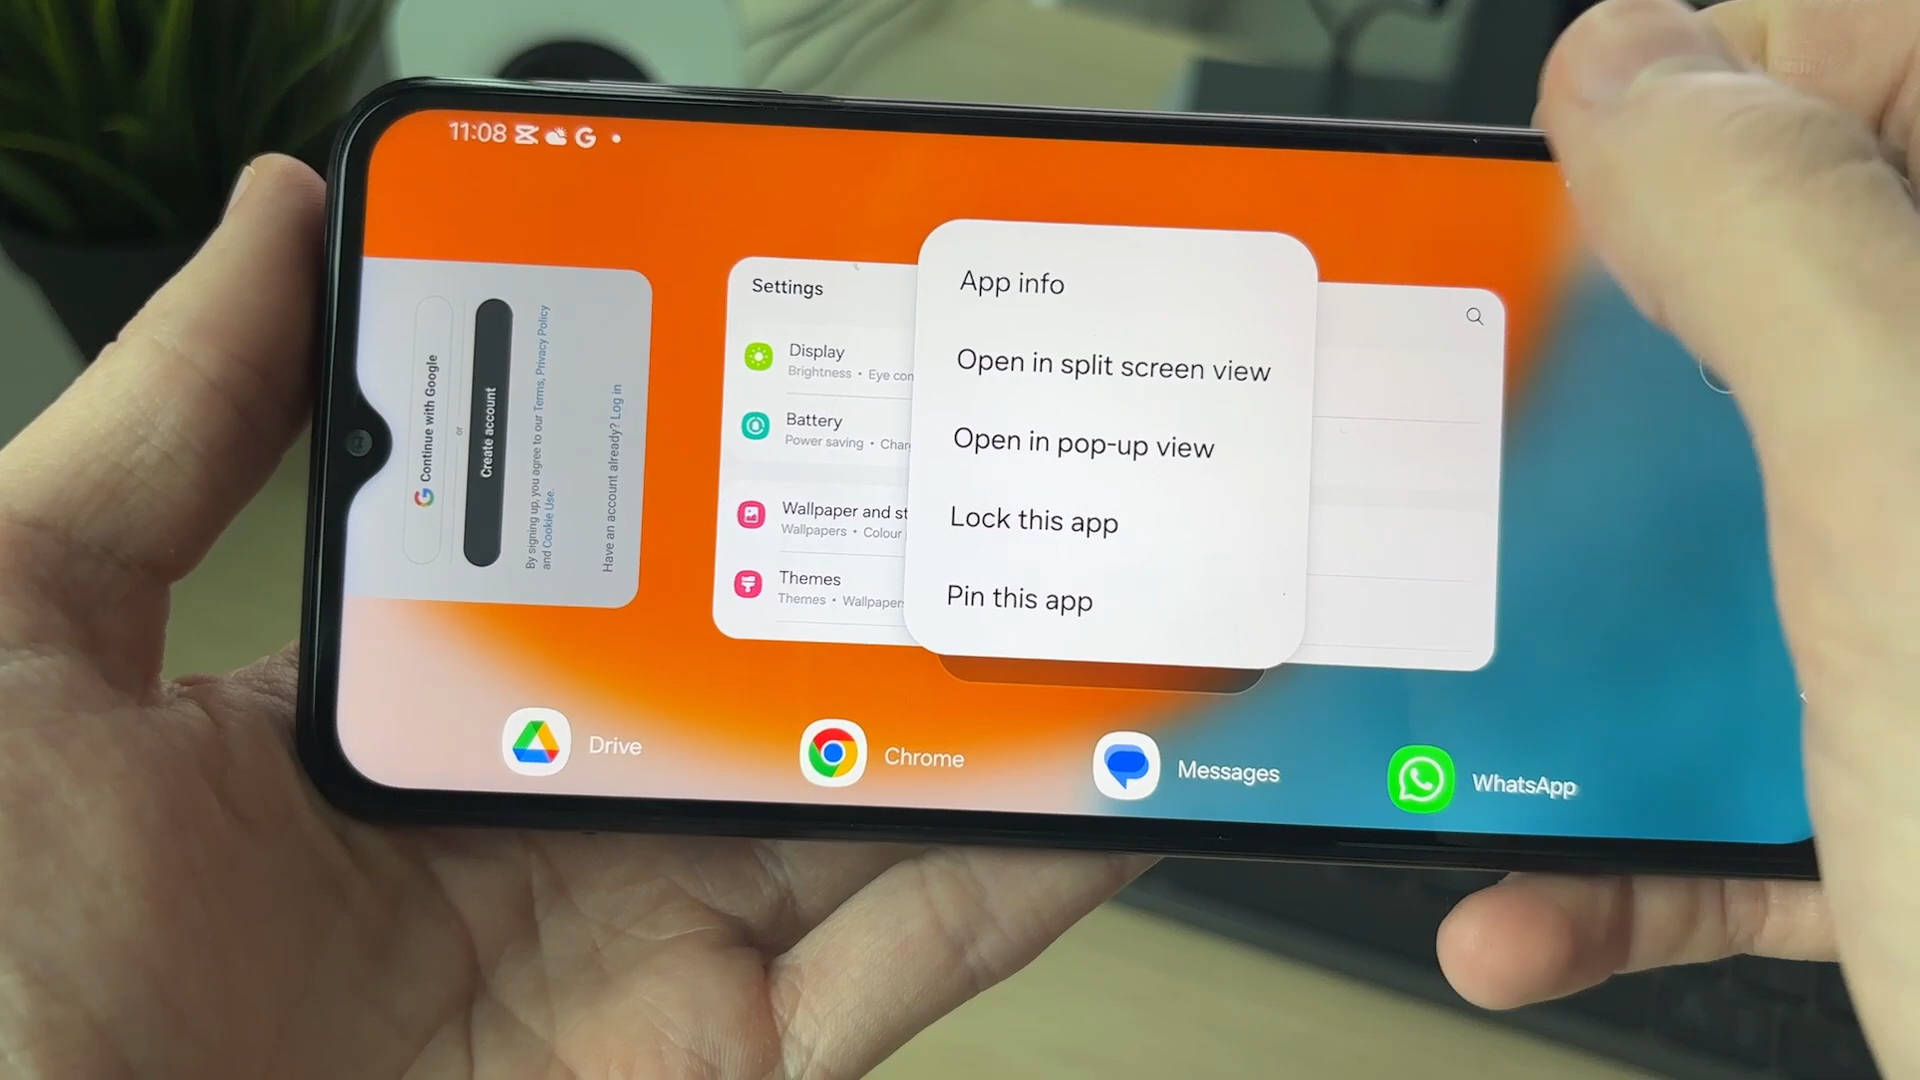 11:08
Continue with Google
or
Create account
By signing up, you agree to our Terms, Privacy Policy
and Cookie Use.
Have an account already? Log in
Settings
Display
Brightness • Eye con
Battery
Power saving • Char
Wallpaper and st
Wallpapers • Colour
Themes
Themes • Wallpapers
App info
Open in split screen view
Open in pop-up view
Lock this app
Pin this app
Drive
Chrome
Messages
WhatsApp